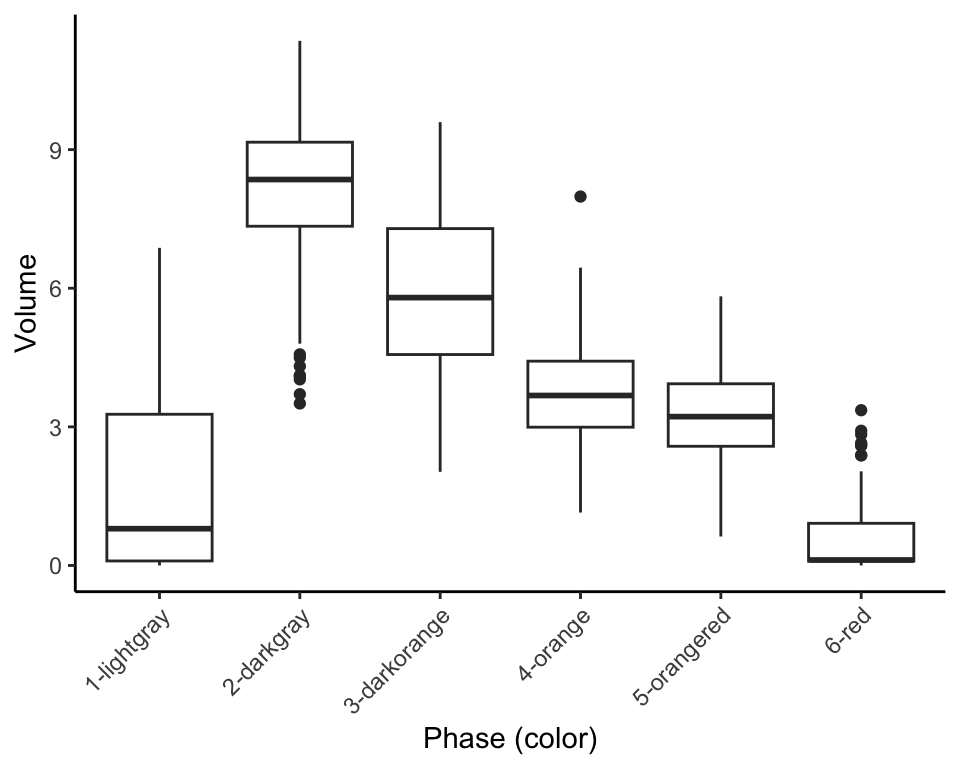 Volume
9
6
3
0
1-lightgray
2-darkgray
3-darkorange
4-orange
5-orangered
6-red
Phase (color)